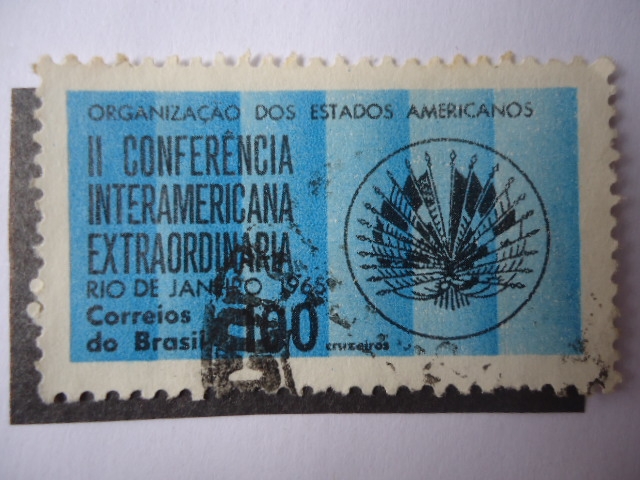 ORGANIZAÇÃO DOS ESTADOS AMERICANOS
II CONFERÊNCIA
INTERAMERICANA
EXTRAORDINÁRIA
RIO DE JANEIRO 1965
Correios
do Brasil 100 cruzeiros